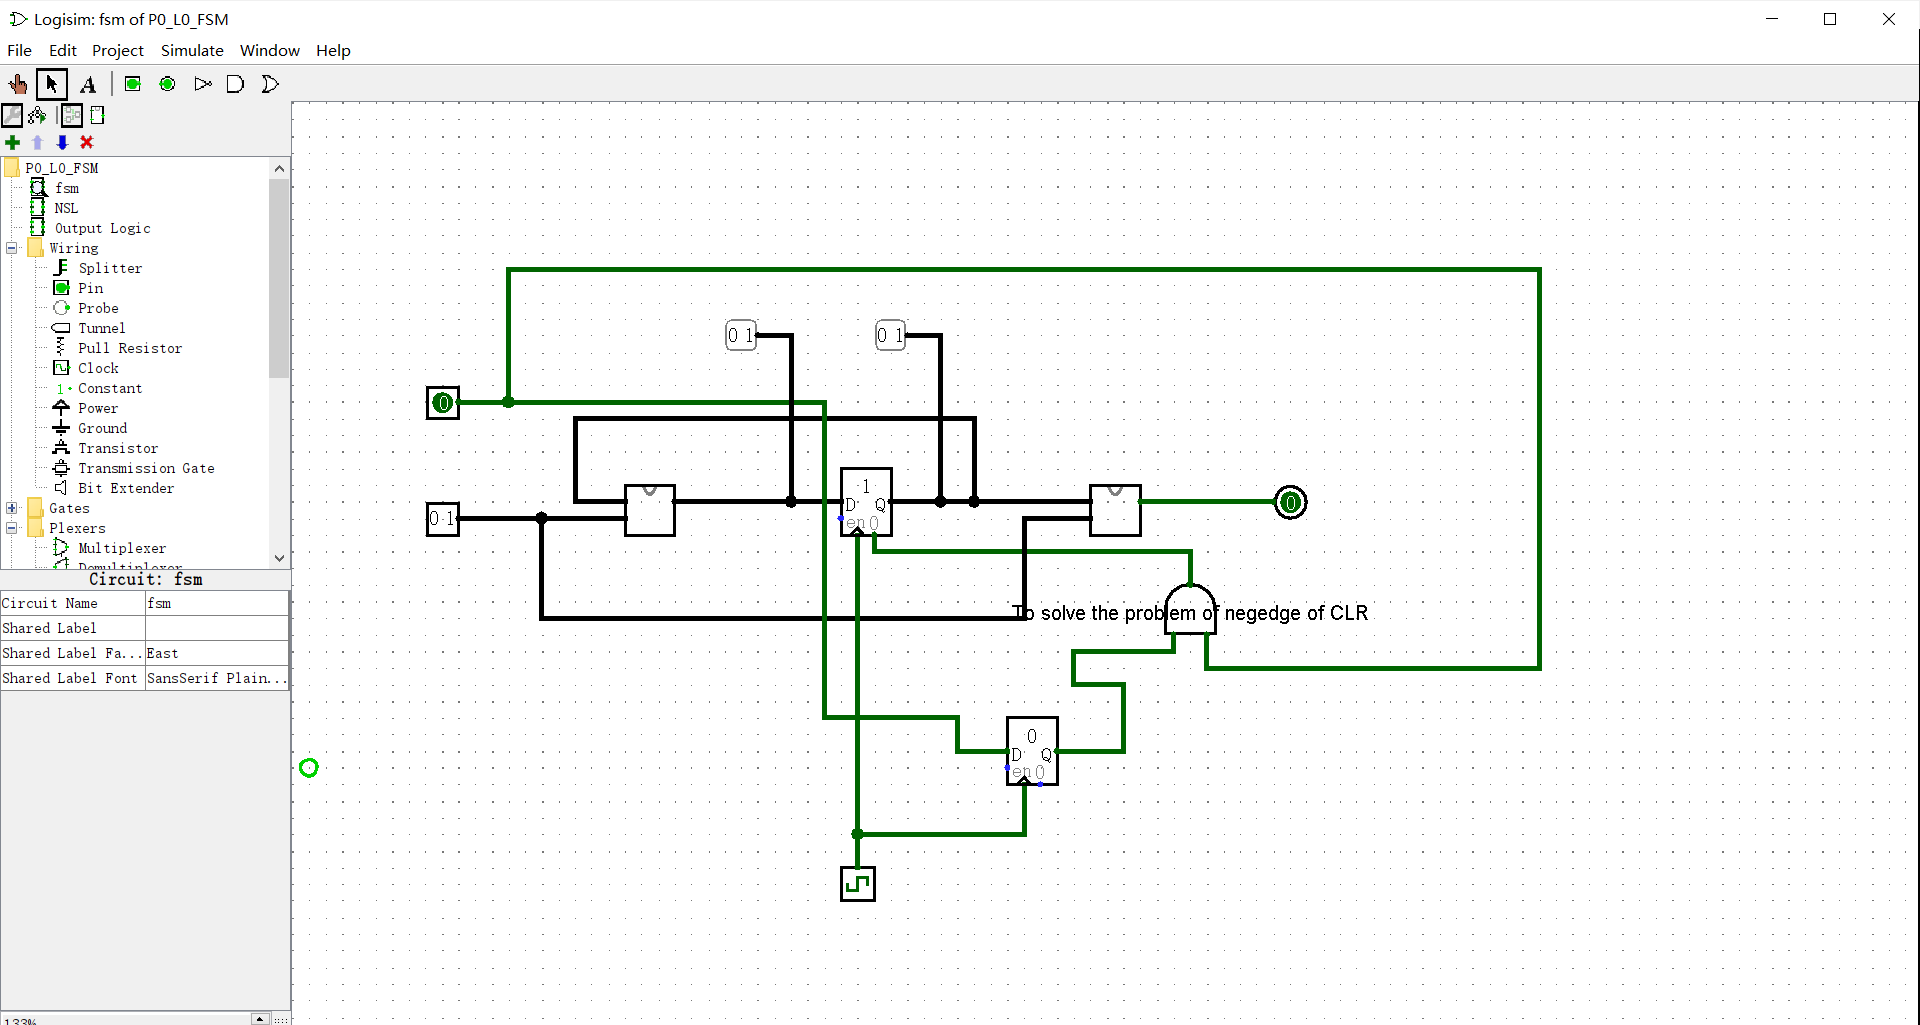 Logisim: fsm of P0_L0_FSM
File Edit Project Simulate Window Help
A
P0_L0_FSM
fsm
NSL
Output Logic
Wiring
Splitter
Pin
Probe
Tunnel
Pull Resistor
Clock
1 Constant
Power
Ground
Transistor
Transmission Gate
Bit Extender
Gates
Plexers
Multiplexer
Demultiplexer
Circuit: fsm
Circuit Name fsm
Shared Label
Shared Label Fa... East
Shared Label Font SansSerif Plain...
133%
0 1
0 1
0
0 1
1
D Q
en 0
0
To solve the problem of negedge of CLR
0
D Q
en 0